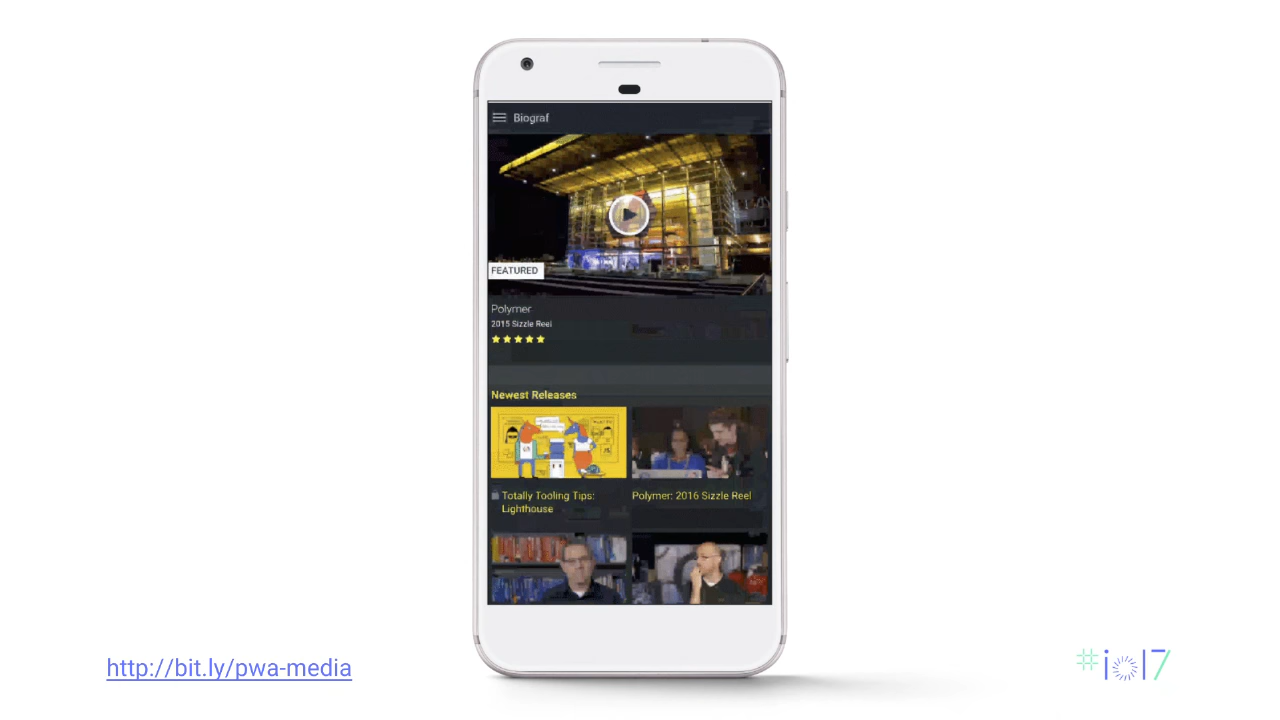 Biograf
FEATURED
Polymer
2015 Sizzle Reel
Newest Releases
Totally Tooling Tips:
Lighthouse
Polymer: 2016 Sizzle Reel
http://bit.ly/pwa-media
#io17